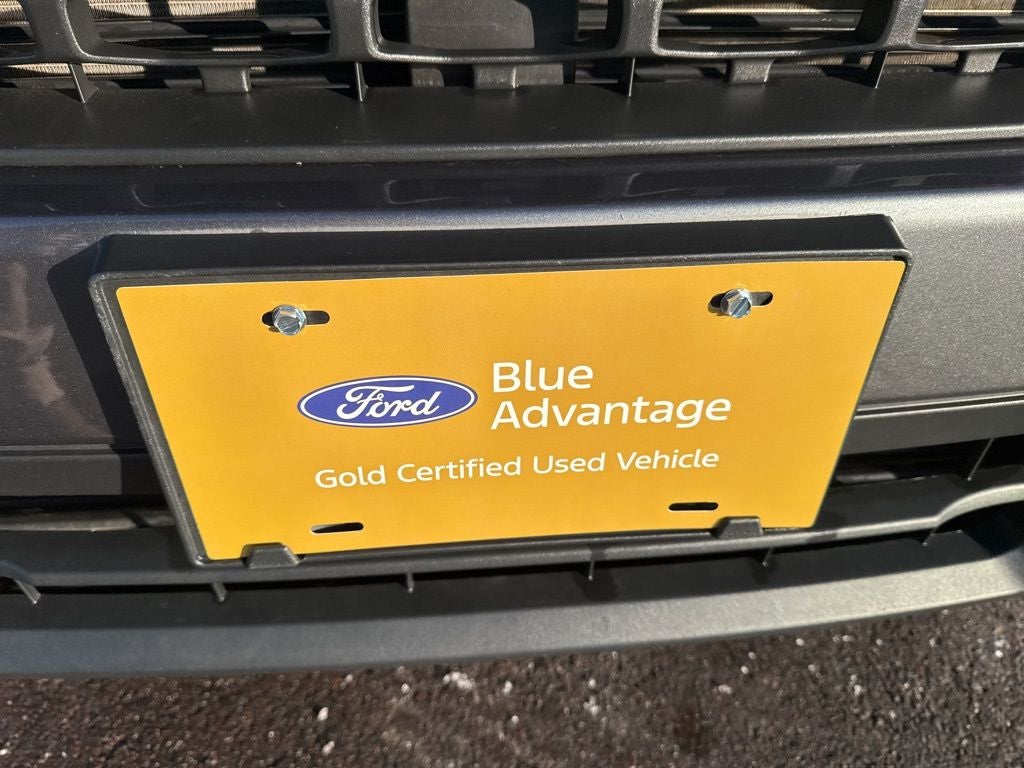 Ford
Blue
Advantage
Gold Certified Used Vehicle